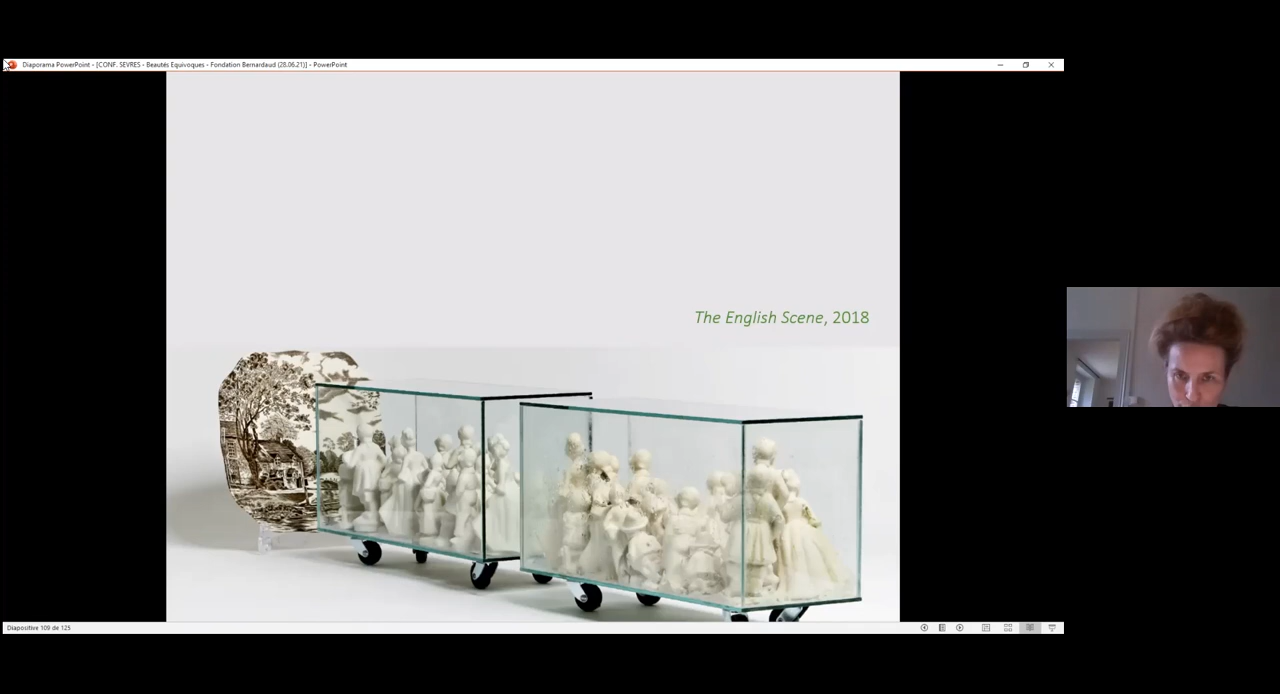 Diaporama PowerPoint - [CONF. SEVRES - Beautés Equivoques - Fondation Bernardaud (28.06.21)] - PowerPoint
The English Scene, 2018
Diapositive 109 de 125